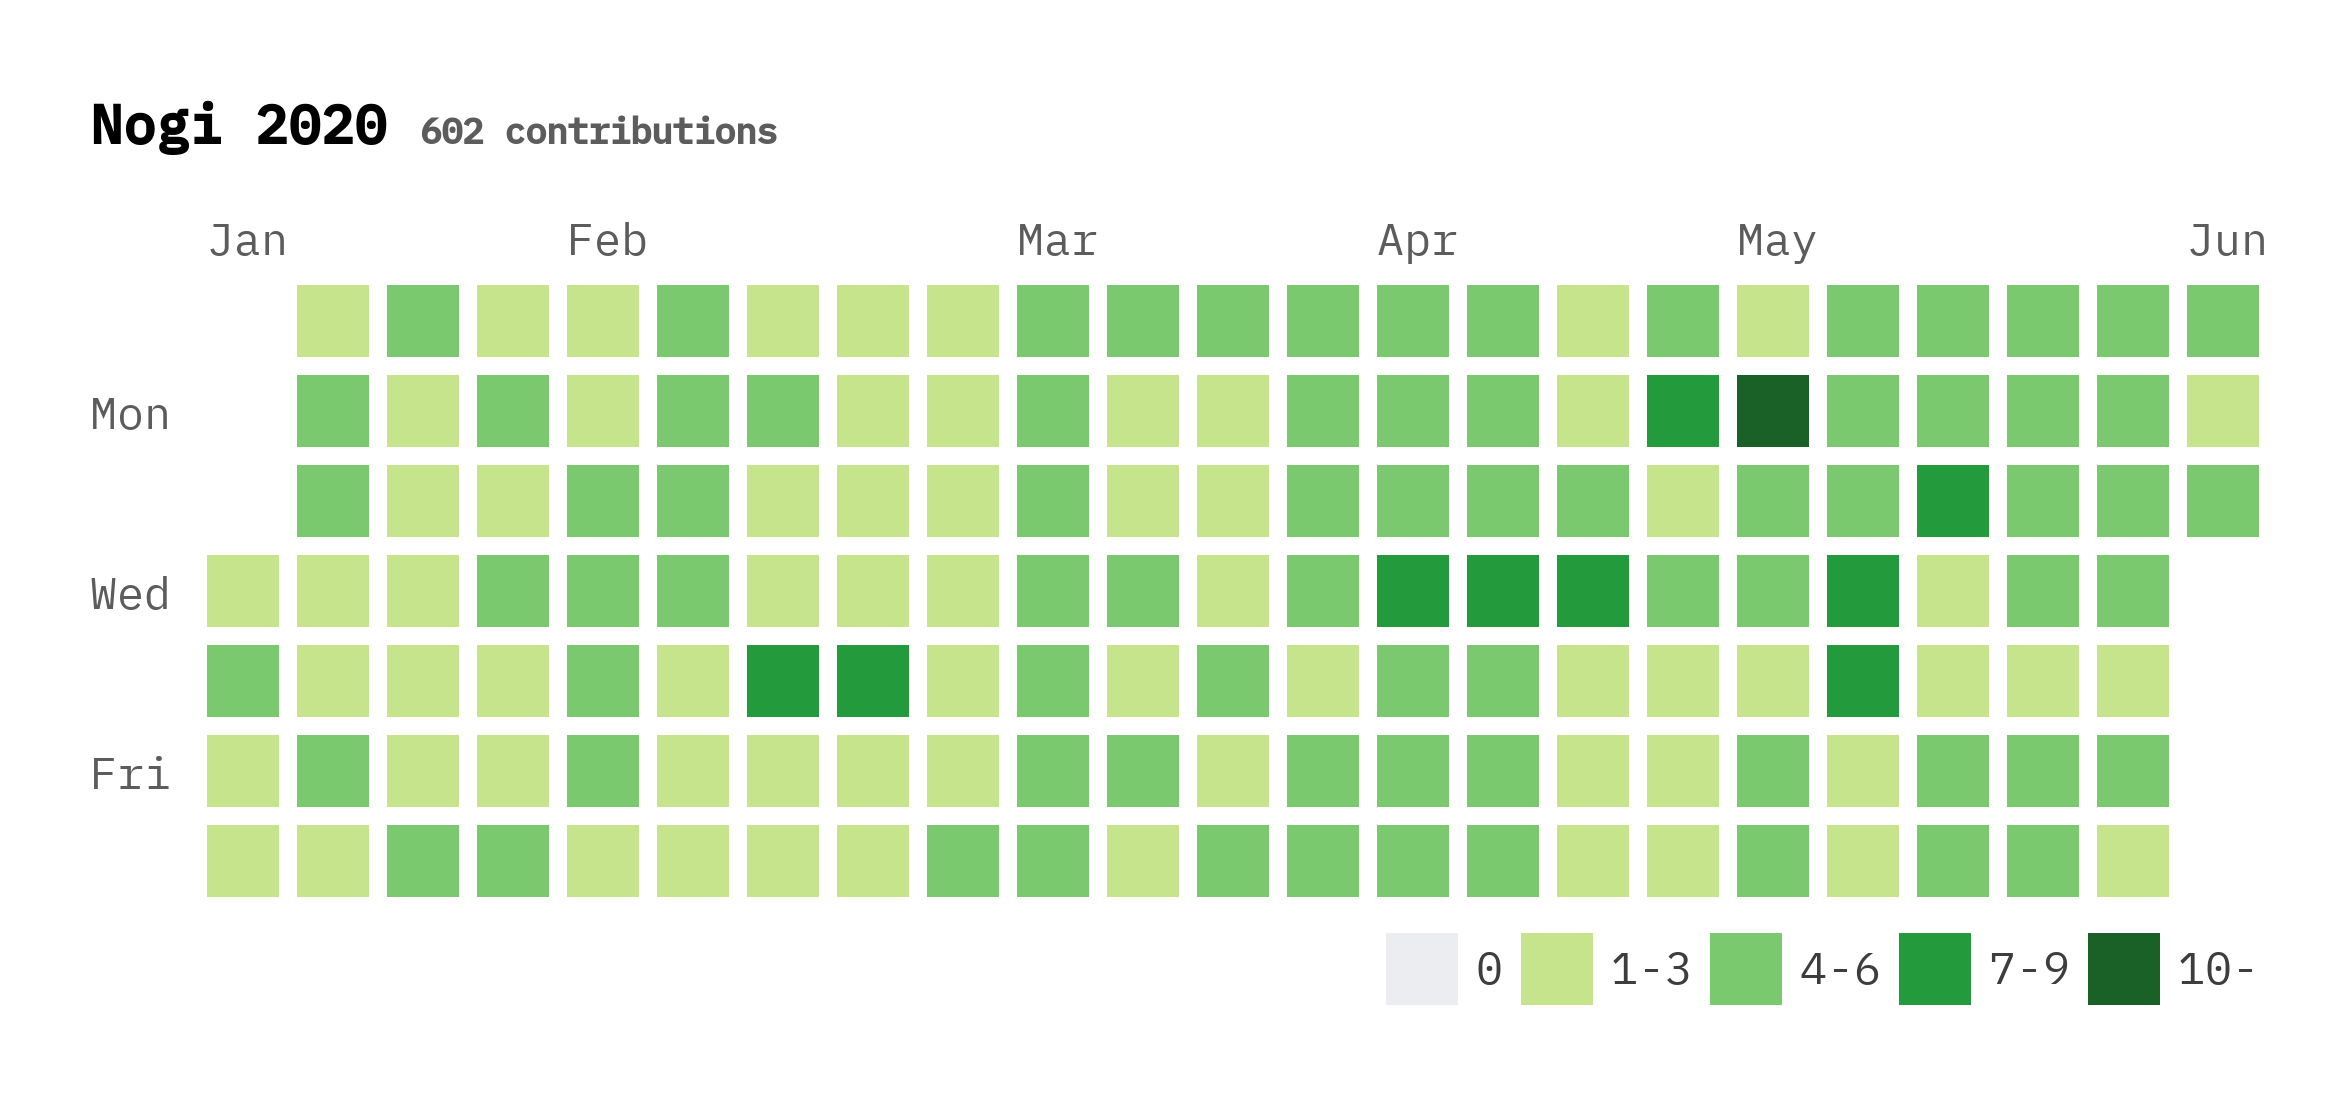 Nogi 2020 602 contributions
Jan Feb Mar Apr May Jun
Mon
Wed
Fri
0 1-3 4-6 7-9 10-